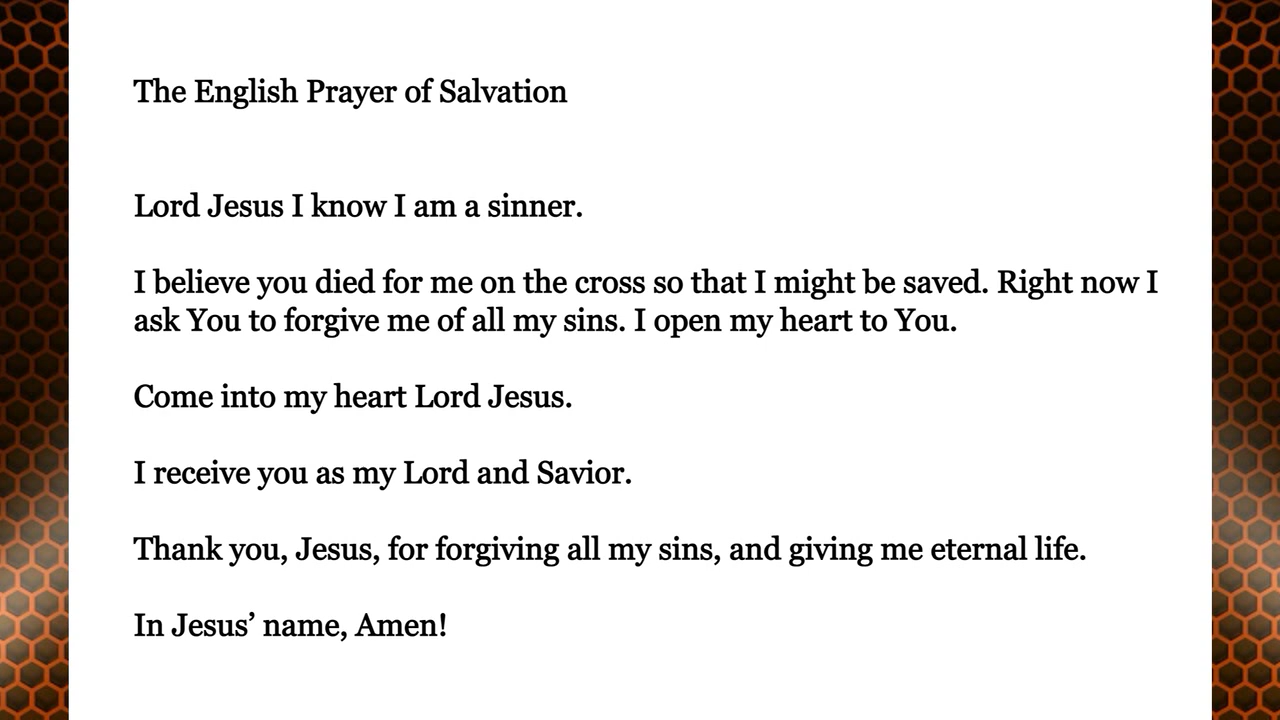 The English Prayer of Salvation
Lord Jesus I know I am a sinner.
I believe you died for me on the cross so that I might be saved. Right now I
ask You to forgive me of all my sins. I open my heart to You.
Come into my heart Lord Jesus.
I receive you as my Lord and Savior.
Thank you, Jesus, for forgiving all my sins, and giving me eternal life.
In Jesus’ name, Amen!